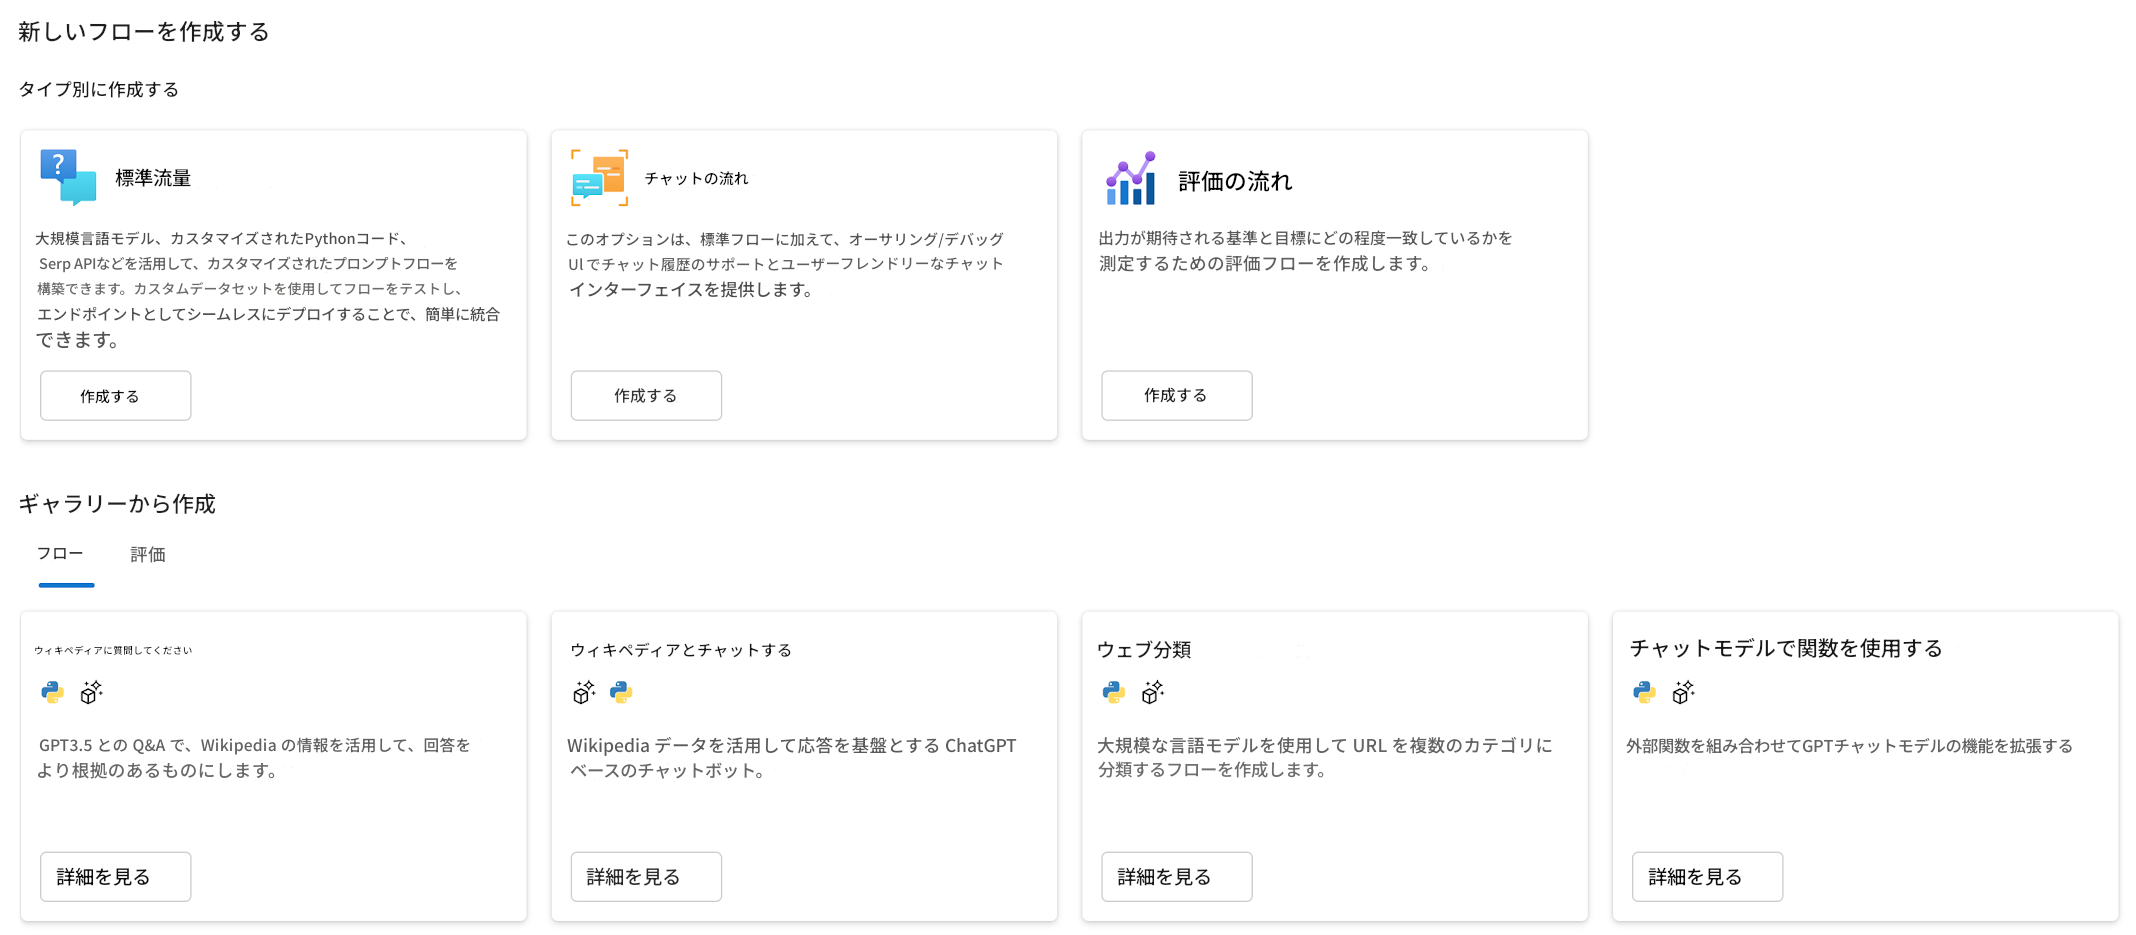 新しいフローを作成する
タイプ別に作成する
標準流量
大規模言語モデル、カスタマイズされたPythonコード、
Serp APIなどを活用して、カスタマイズされたプロンプトフローを
構築できます。カスタムデータセットを使用してフローをテストし、
エンドポイントとしてシームレスにデプロイすることで、簡単に統合
できます。
作成する
チャットの流れ
このオプションは、標準フローに加えて、オーサリング/デバッグ
UIでチャット履歴のサポートとユーザーフレンドリーなチャット
インターフェイスを提供します。
作成する
評価の流れ
出力が期待される基準と目標にどの程度一致しているかを
測定するための評価フローを作成します。
作成する
ギャラリーから作成
フロー 評価
ウィキペディアに質問してください
GPT3.5 との Q&A で、Wikipedia の情報を活用して、回答を
より根拠のあるものにします。
詳細を見る
ウィキペディアとチャットする
Wikipedia データを活用して応答を基盤とする ChatGPT
ベースのチャットボット。
詳細を見る
ウェブ分類
大規模な言語モデルを使用して URL を複数のカテゴリに
分類するフローを作成します。
詳細を見る
チャットモデルで関数を使用する
外部関数を組み合わせてGPTチャットモデルの機能を拡張する
詳細を見る